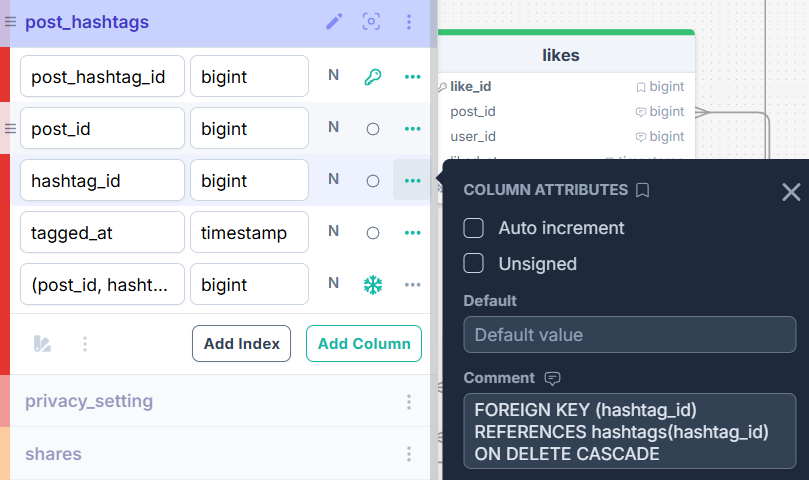 post_hashtags
post_hashtag_id bigint N
post_id bigint N
hashtag_id bigint N
tagged_at timestamp N
(post_id, hasht... bigint N
Add Index Add Column
privacy_setting
shares
likes
like_id bigint
post_id bigint
user_id bigint
COLUMN ATTRIBUTES
Auto increment
Unsigned
Default
Default value
Comment
FOREIGN KEY (hashtag_id)
REFERENCES hashtags(hashtag_id)
ON DELETE CASCADE